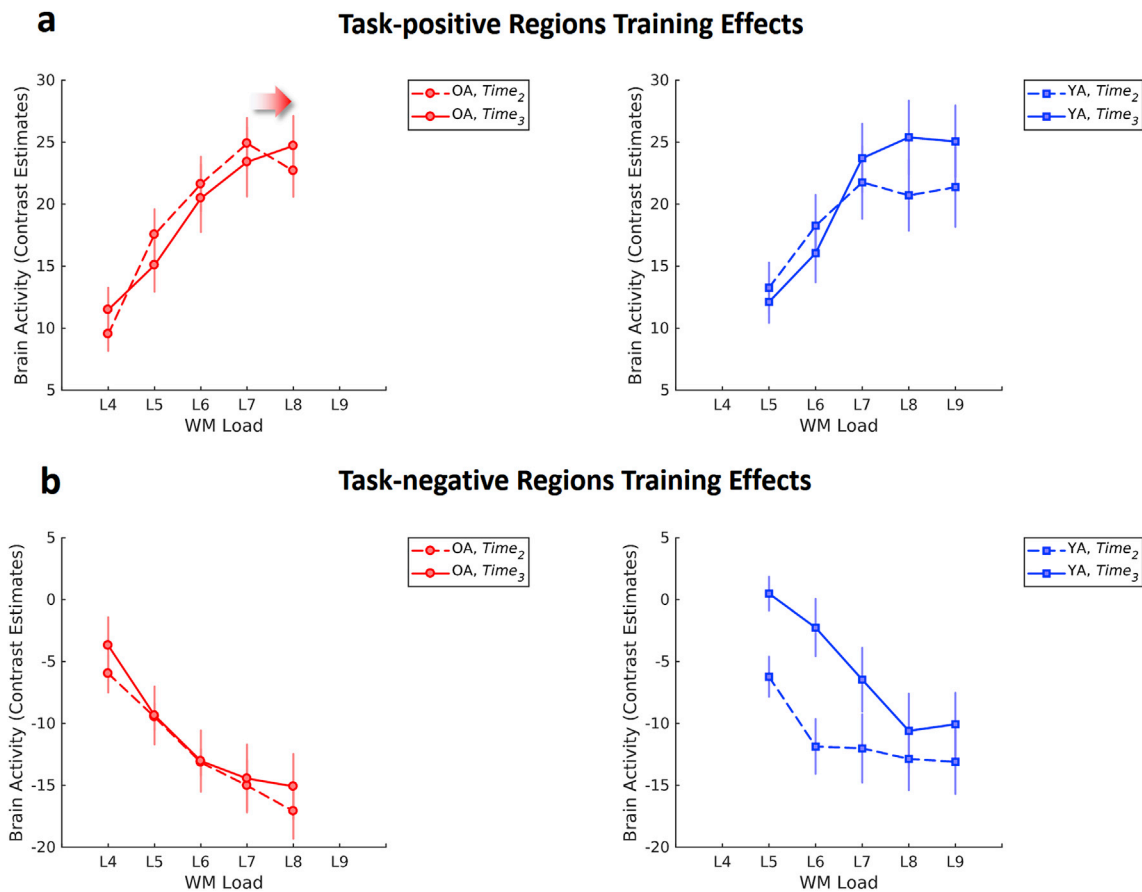 a
Task-positive Regions Training Effects
Brain Activity (Contrast Estimates)
30
25
20
15
10
5
L4 L5 L6 L7 L8 L9
WM Load
OA, Time2
OA, Time3
Brain Activity (Contrast Estimates)
30
25
20
15
10
5
L4 L5 L6 L7 L8 L9
WM Load
YA, Time2
YA, Time3
b
Task-negative Regions Training Effects
Brain Activity (Contrast Estimates)
5
0
-5
-10
-15
-20
L4 L5 L6 L7 L8 L9
WM Load
OA, Time2
OA, Time3
Brain Activity (Contrast Estimates)
5
0
-5
-10
-15
-20
L4 L5 L6 L7 L8 L9
WM Load
YA, Time2
YA, Time3